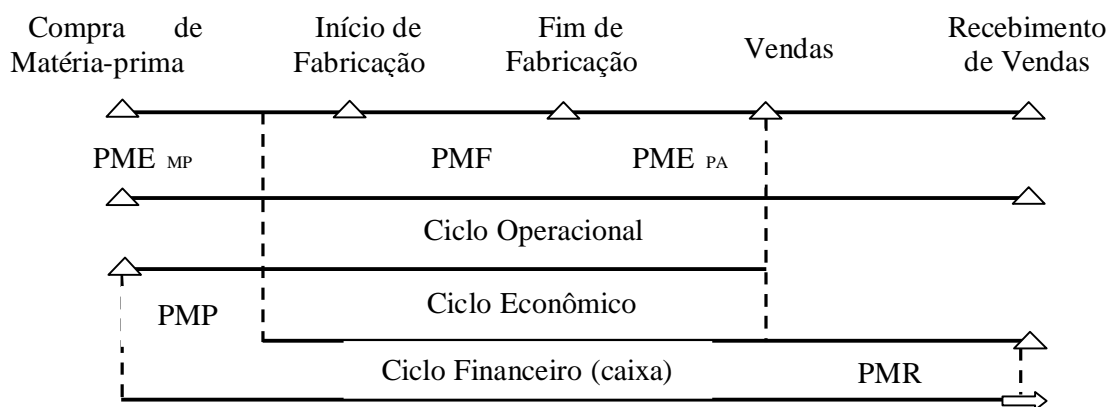 Compra de
Matéria-prima
Início de
Fabricação
Fim de
Fabricação
Vendas
Recebimento
de Vendas
PME MP
PMF
PME PA
Ciclo Operacional
Ciclo Econômico
PMP
Ciclo Financeiro (caixa)
PMR